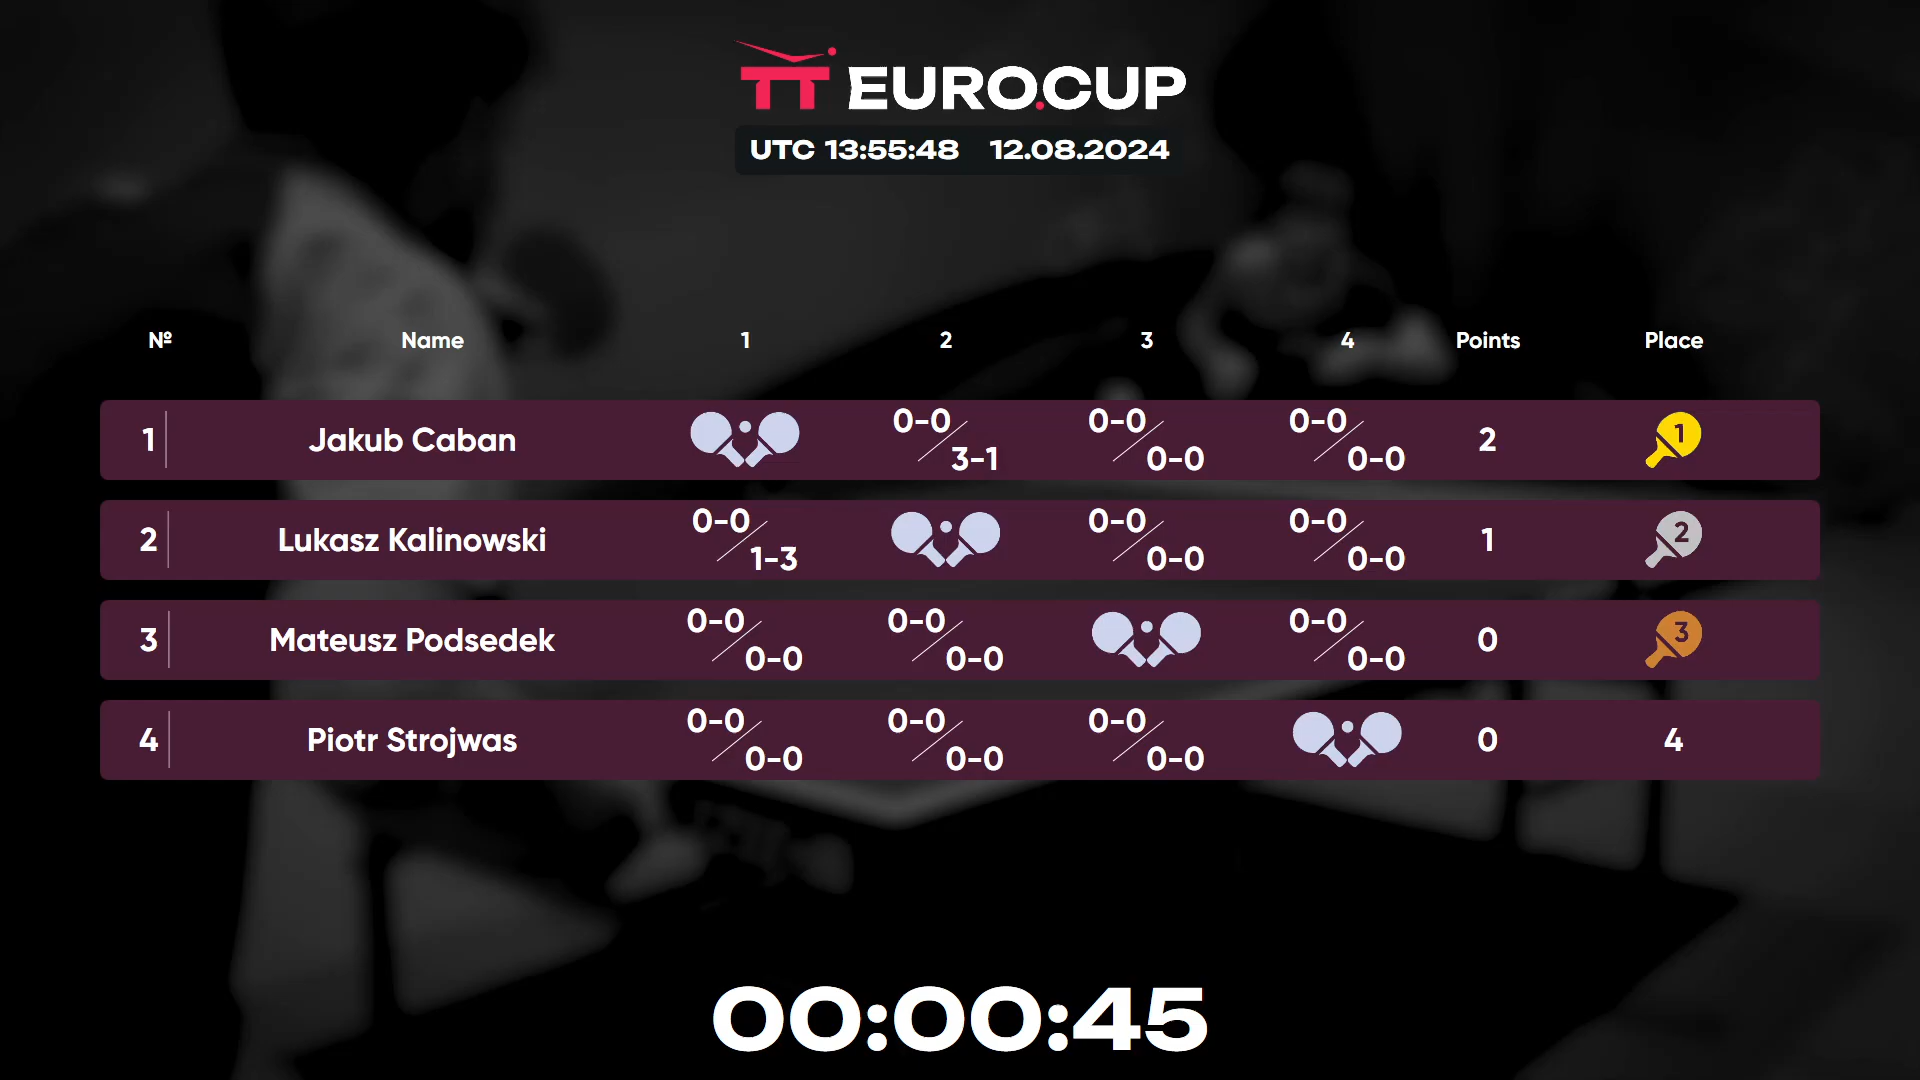 TT EURO.CUP
UTC 13:55:48 12.08.2024
Nº Name 1 2 3 4 Points Place
1 Jakub Caban 0-0 3-1 0-0 0-0 0-0 0-0 2 1
2 Lukasz Kalinowski 0-0 1-3 0-0 0-0 0-0 0-0 1 2
3 Mateusz Podsedek 0-0 0-0 0-0 0-0 0-0 0-0 0 3
4 Piotr Strojwas 0-0 0-0 0-0 0-0 0-0 0-0 0 4
00:00:45